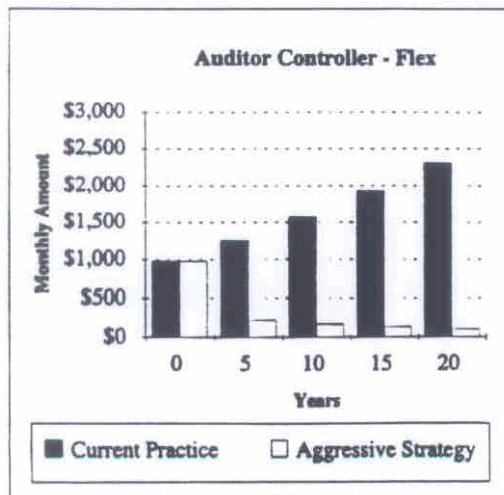 Auditor Controller - Flex
$3,000
$2,500
$2,000
$1,500
$1,000
$500
$0
Monthly Amount
0 5 10 15 20
Years
Current Practice Aggressive Strategy